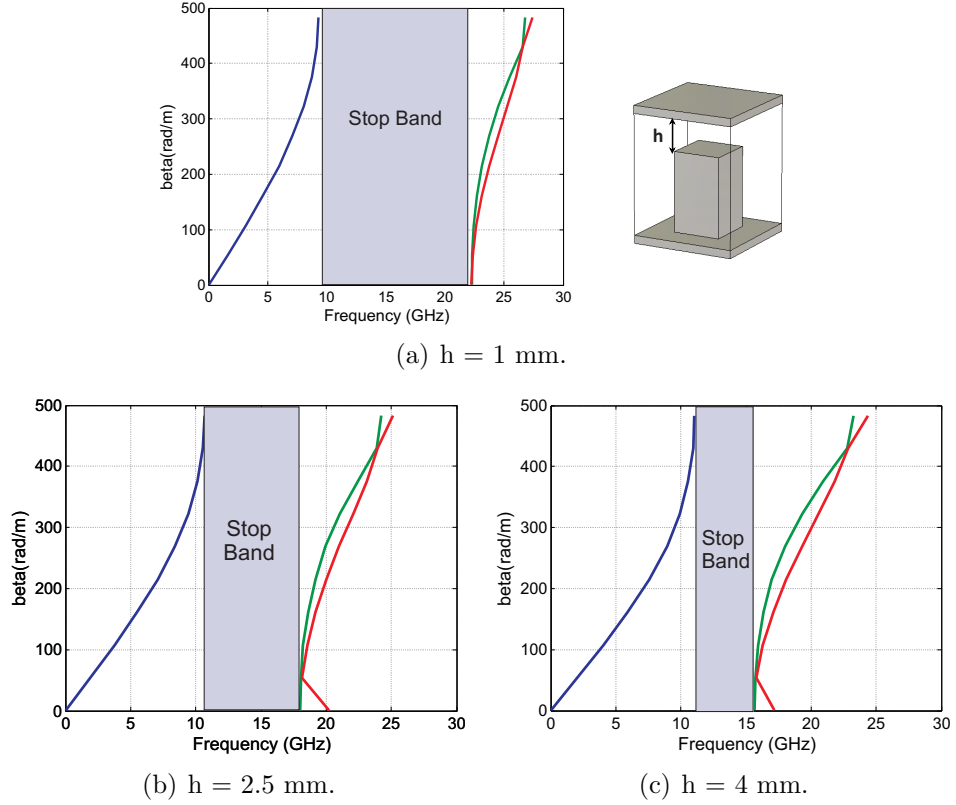 500
400
300
200
100
0
beta(rad/m)
Stop Band
0 5 10 15 20 25 30
Frequency (GHz)
h
(a) h = 1 mm.
500
400
300
200
100
0
beta(rad/m)
Stop
Band
0 5 10 15 20 25 30
Frequency (GHz)
(b) h = 2.5 mm.
500
400
300
200
100
0
beta(rad/m)
Stop
Band
0 5 10 15 20 25 30
Frequency (GHz)
(c) h = 4 mm.